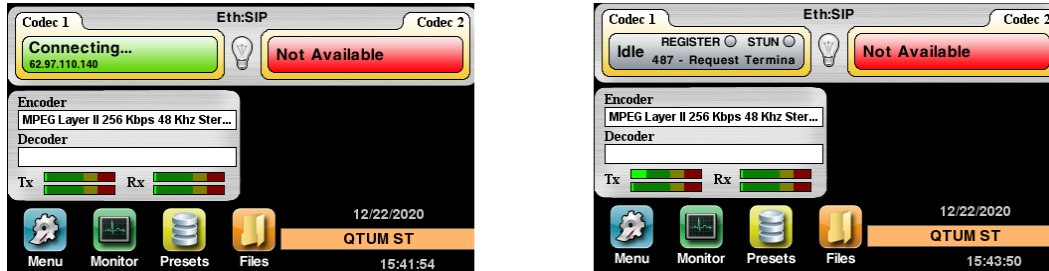 Codec 1
Eth:SIP
Codec 2
Connecting...
62.97.110.140
Not Available
Encoder
MPEG Layer II 256 Kbps 48 Khz Ster...
Decoder
Tx
Rx
12/22/2020
QTUM ST
Menu
Monitor
Presets
Files
15:41:54
Codec 1
Eth:SIP
Codec 2
Idle
REGISTER
STUN
487 - Request Termina
Not Available
Encoder
MPEG Layer II 256 Kbps 48 Khz Ster...
Decoder
Tx
Rx
12/22/2020
QTUM ST
Menu
Monitor
Presets
Files
15:43:50